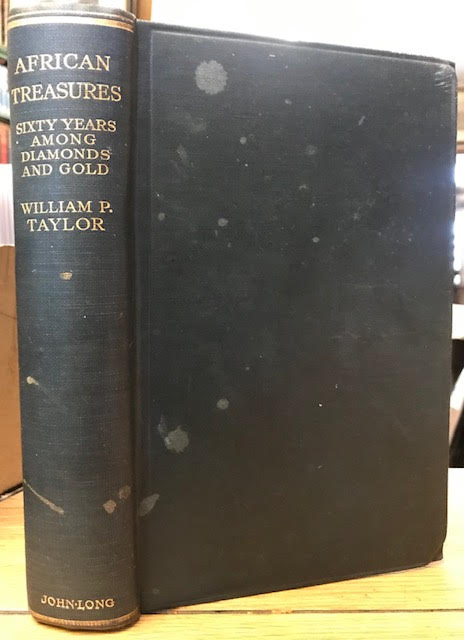 AFRICAN
TREASURES
SIXTY YEARS
AMONG
DIAMONDS
AND GOLD
WILLIAM P.
TAYLOR
JOHN·LONG